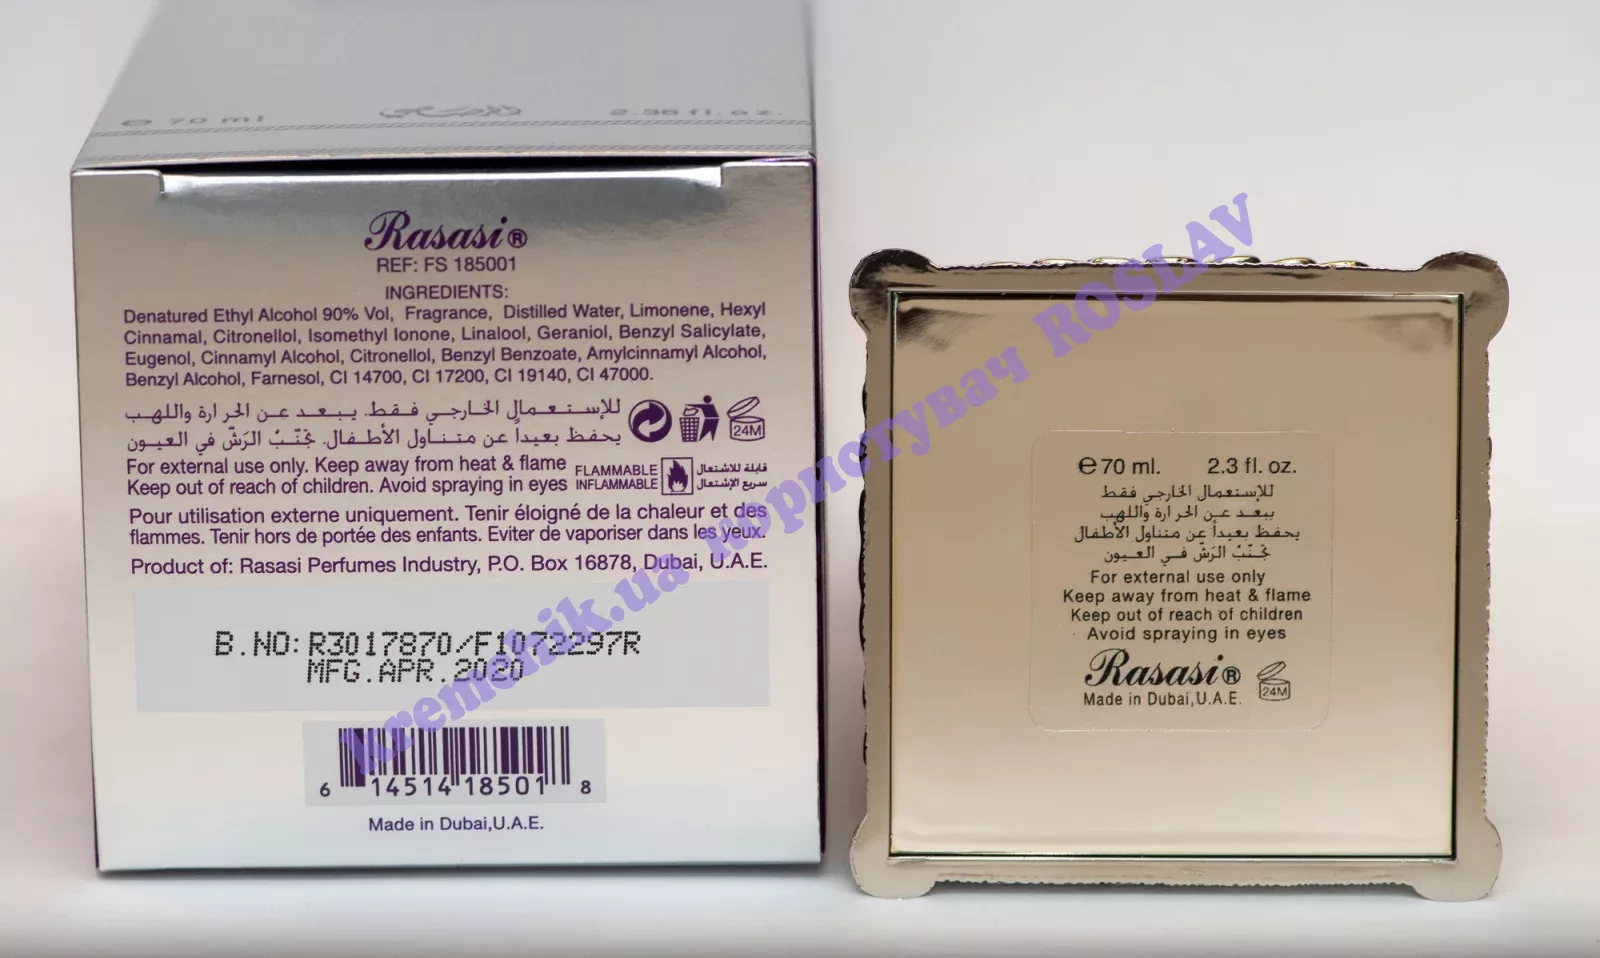 ℮ 70 ml الرصاصي 2.36 fl. oz.
Rasasi®
REF: FS 185001
INGREDIENTS:
Denatured Ethyl Alcohol 90% Vol, Fragrance, Distilled Water, Limonene, Hexyl
Cinnamal, Citronellol, Isomethyl Ionone, Linalool, Geraniol, Benzyl Salicylate,
Eugenol, Cinnamyl Alcohol, Citronellol, Benzyl Benzoate, Amylcinnamyl Alcohol,
Benzyl Alcohol, Farnesol, CI 14700, CI 17200, CI 19140, CI 47000.
للإستعمال الخارجي فقط. يبعد عن الحرارة واللهب
يحفظ بعيداً عن متناول الأطفال. تجنّب الرَشّ في العيون
24M
For external use only. Keep away from heat & flame
Keep out of reach of children. Avoid spraying in eyes
FLAMMABLE قابلة للاشتعال
INFLAMMABLE سريع الإشتعال
Pour utilisation externe uniquement. Tenir éloigné de la chaleur et des
flammes. Tenir hors de portée des enfants. Eviter de vaporiser dans les yeux.
Product of: Rasasi Perfumes Industry, P.O. Box 16878, Dubai, U.A.E.
B.NO: R3017870/F1072297R
MFG.APR.2020
6 14514 18501 8
Made in Dubai,U.A.E.
℮ 70 ml. 2.3 fl. oz.
للإستعمال الخارجي فقط
يبعد عن الحرارة واللهب
يحفظ بعيداً عن متناول الأطفال
تجنّب الرَشّ في العيون
For external use only
Keep away from heat & flame
Keep out of reach of children
Avoid spraying in eyes
Rasasi®
24M
Made in Dubai,U.A.E.
kremchik.ua користувач ROSLAV